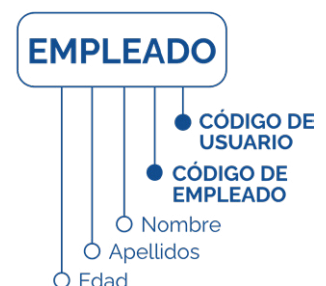 EMPLEADO
CÓDIGO DE
USUARIO
CÓDIGO DE
EMPLEADO
Nombre
Apellidos
Edad